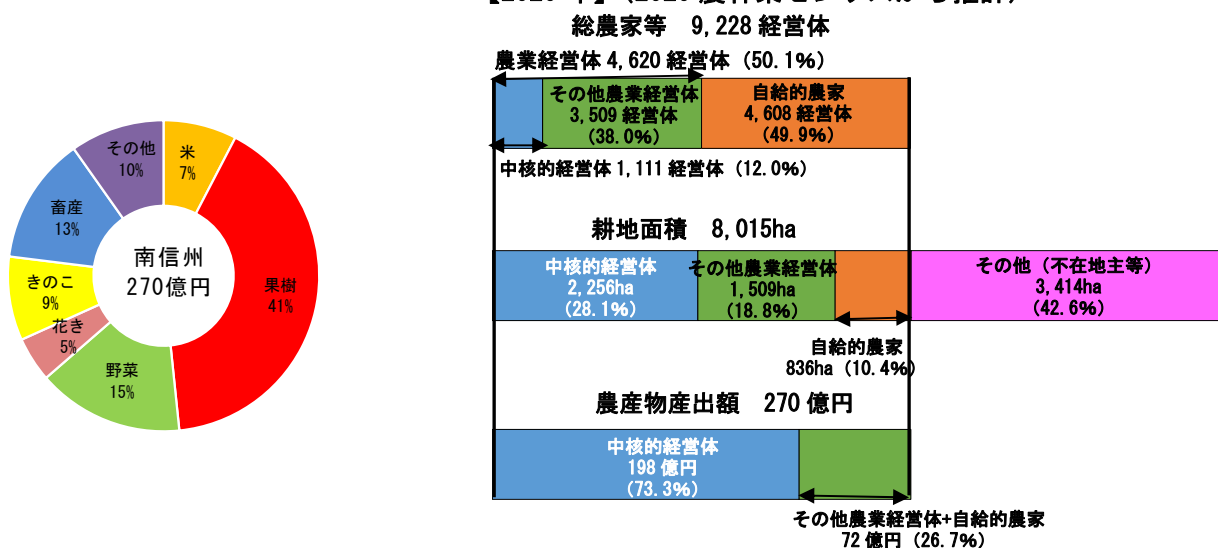 総農家等 9,228 経営体
農業経営体 4,620 経営体（50.1%）
その他農業経営体
3,509 経営体
(38.0%)
自給的農家
4,608 経営体
(49.9%)
中核的経営体 1,111 経営体（12.0%）
その他
10%
米
7%
畜産
13%
南信州
270億円
果樹
41%
きのこ
9%
花き
5%
野菜
15%
耕地面積 8,015ha
中核的経営体
2,256ha
(28.1%)
その他農業経営体
1,509ha
(18.8%)
その他（不在地主等）
3,414ha
(42.6%)
自給的農家
836ha（10.4%）
農産物産出額 270 億円
中核的経営体
198 億円
(73.3%)
その他農業経営体+自給的農家
72 億円（26.7%）